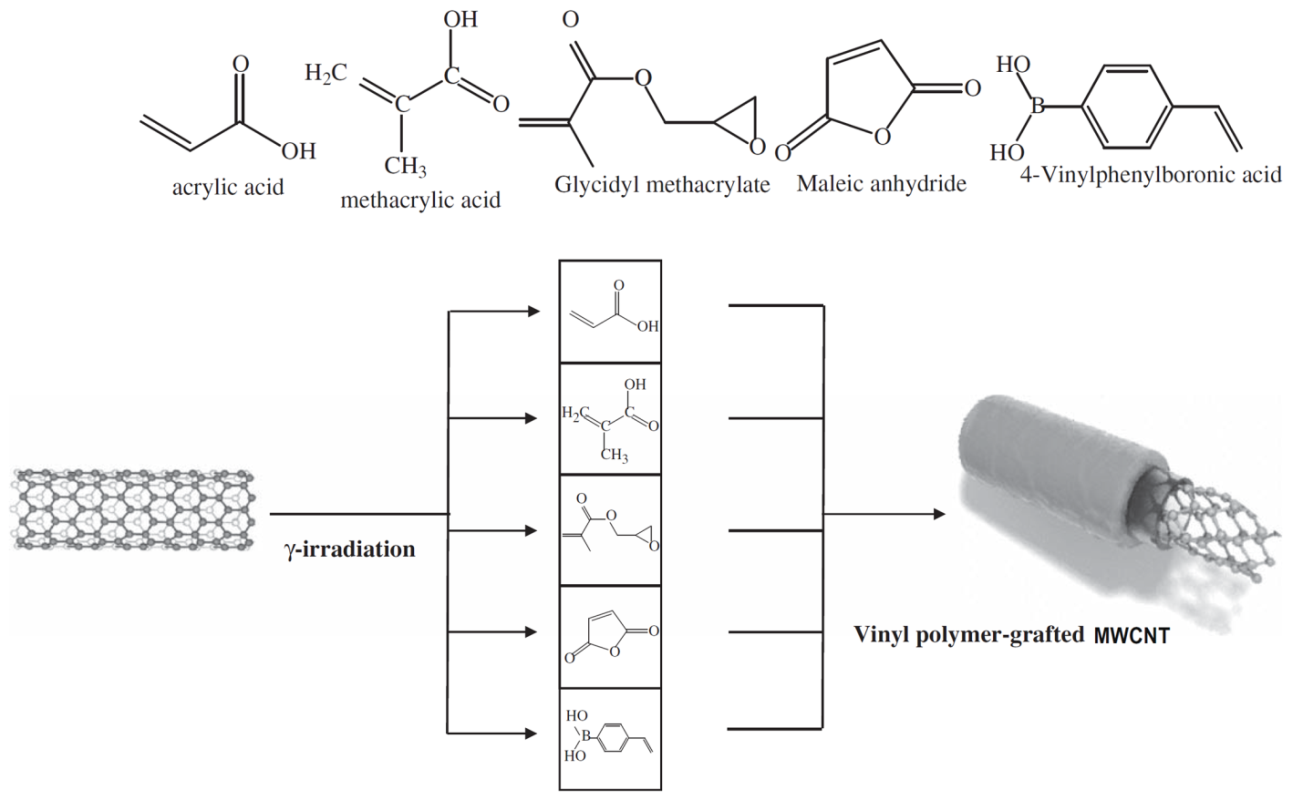 O
OH
acrylic acid
OH
H₂C
C
C
O
CH₃
methacrylic acid
O
O
O
Glycidyl methacrylate
O
O
O
Maleic anhydride
HO
B
HO
4-Vinylphenylboronic acid
O
OH
OH
H₂C
C
C
O
CH₃
O
O
O
O
O
O
HO
B
HO
γ-irradiation
Vinyl polymer-grafted MWCNT